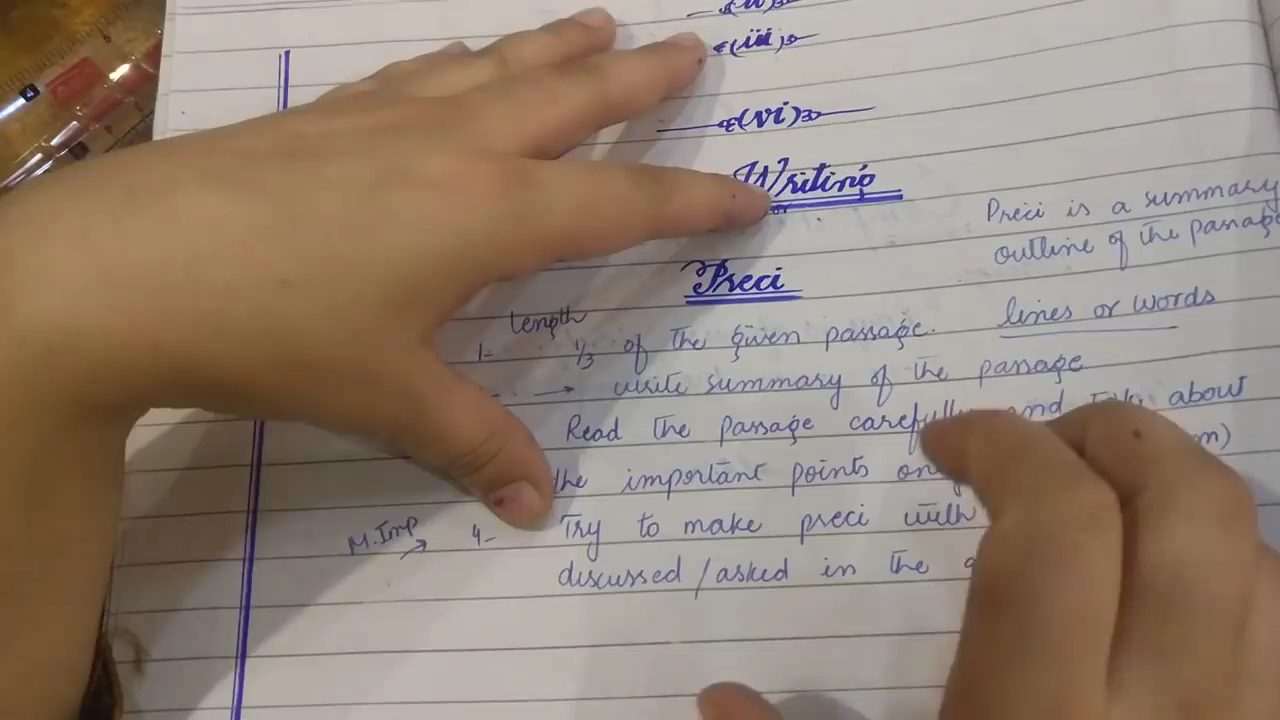 (iii)
(vi)
Writing
or
Preci is a summary
outline of the passage
Preci
length
1- 1/3 of the given passage. lines or words
→ write summary of the passage
Read the passage carefully and about
the important points
M.Imp → 4- Try to make preci with
discussed / asked in the